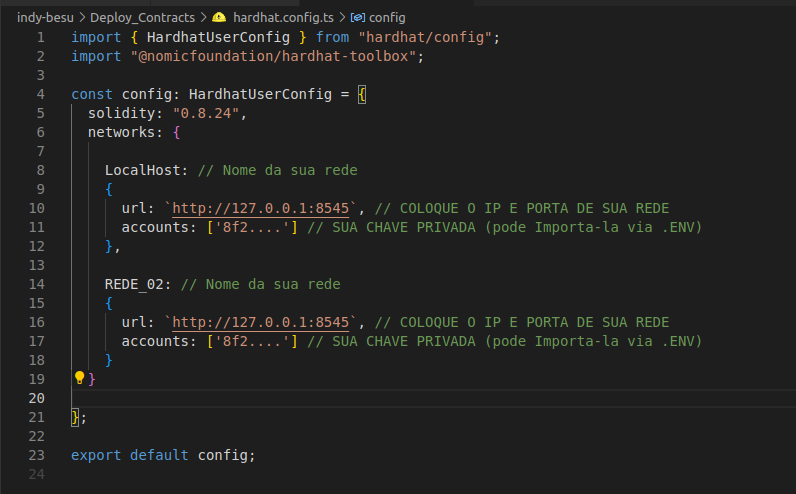 indy-besu > Deploy_Contracts > hardhat.config.ts > config
1 import { HardhatUserConfig } from "hardhat/config";
2 import "@nomicfoundation/hardhat-toolbox";
3
4 const config: HardhatUserConfig = {
5 solidity: "0.8.24",
6 networks: {
7
8 LocalHost: // Nome da sua rede
9 {
10 url: `http://127.0.0.1:8545`, // COLOQUE O IP E PORTA DE SUA REDE
11 accounts: ['8f2....'] // SUA CHAVE PRIVADA (pode Importa-la via .ENV)
12 },
13
14 REDE_02: // Nome da sua rede
15 {
16 url: `http://127.0.0.1:8545`, // COLOQUE O IP E PORTA DE SUA REDE
17 accounts: ['8f2....'] // SUA CHAVE PRIVADA (pode Importa-la via .ENV)
18 }
19 }
20
21 };
22
23 export default config;
24